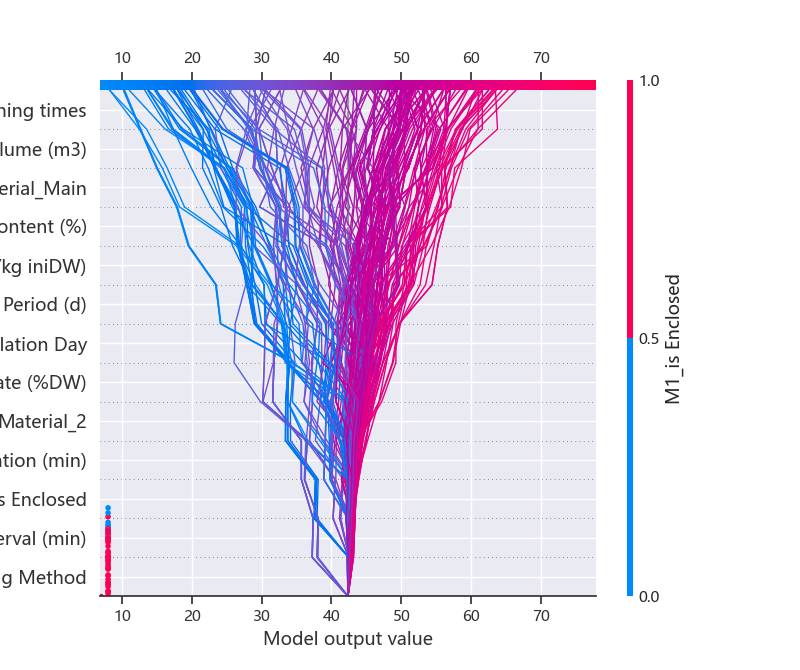 10 20 30 40 50 60 70
1.0
ning times
lume (m3)
erial_Main
ontent (%)
/kg iniDW)
Period (d)
0.5
lation Day
M1_is Enclosed
ate (%DW)
Material_2
ation (min)
s Enclosed
erval (min)
g Method
0.0
10 20 30 40 50 60 70
Model output value